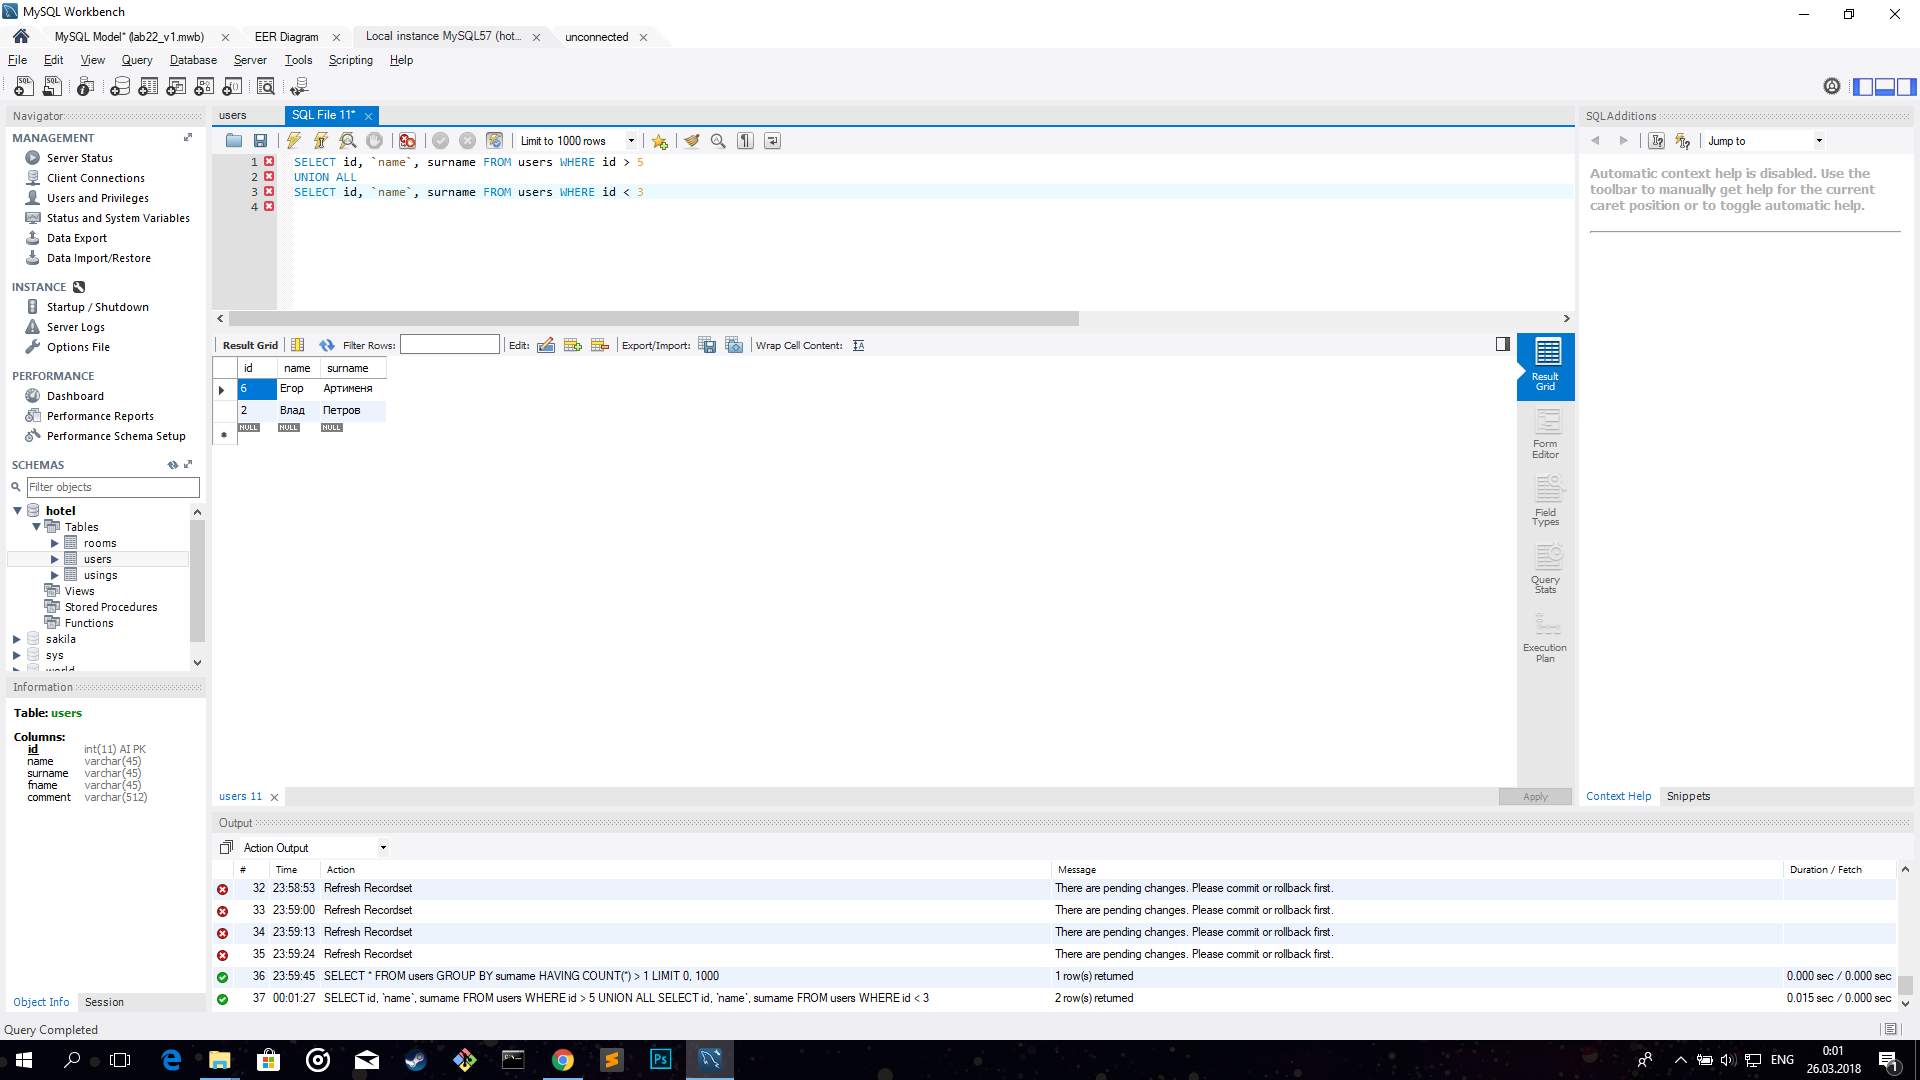 MySQL Workbench
MySQL Model* (lab22_v1.mwb)
EER Diagram
Local instance MySQL57 (hot...
unconnected
File Edit View Query Database Server Tools Scripting Help
Navigator
MANAGEMENT
Server Status
Client Connections
Users and Privileges
Status and System Variables
Data Export
Data Import/Restore
INSTANCE
Startup / Shutdown
Server Logs
Options File
PERFORMANCE
Dashboard
Performance Reports
Performance Schema Setup
SCHEMAS
Filter objects
hotel
Tables
rooms
users
usings
Views
Stored Procedures
Functions
sakila
sys
world
Information
Table: users
Columns:
id int(11) AI PK
name varchar(45)
surname varchar(45)
fname varchar(45)
comment varchar(512)
Object Info Session
users
SQL File 11*
Limit to 1000 rows
1 SELECT id, `name`, surname FROM users WHERE id > 5
2 UNION ALL
3 SELECT id, `name`, surname FROM users WHERE id < 3
4
Result Grid Filter Rows: Edit: Export/Import: Wrap Cell Content:
id name surname
6 Егор Артименя
2 Влад Петров
NULL NULL NULL
Result Grid
Form Editor
Field Types
Query Stats
Execution Plan
users 11
Apply
SQLAdditions
Jump to
Automatic context help is disabled. Use the
toolbar to manually get help for the current
caret position or to toggle automatic help.
Context Help Snippets
Output
Action Output
# Time Action Message Duration / Fetch
32 23:58:53 Refresh Recordset There are pending changes. Please commit or rollback first.
33 23:59:00 Refresh Recordset There are pending changes. Please commit or rollback first.
34 23:59:13 Refresh Recordset There are pending changes. Please commit or rollback first.
35 23:59:24 Refresh Recordset There are pending changes. Please commit or rollback first.
36 23:59:45 SELECT * FROM users GROUP BY surname HAVING COUNT(*) > 1 LIMIT 0, 1000 1 row(s) returned 0.000 sec / 0.000 sec
37 00:01:27 SELECT id, `name`, surname FROM users WHERE id > 5 UNION ALL SELECT id, `name`, surname FROM users WHERE id < 3 2 row(s) returned 0.015 sec / 0.000 sec
Query Completed
Ps
ENG
0:01
26.03.2018
1